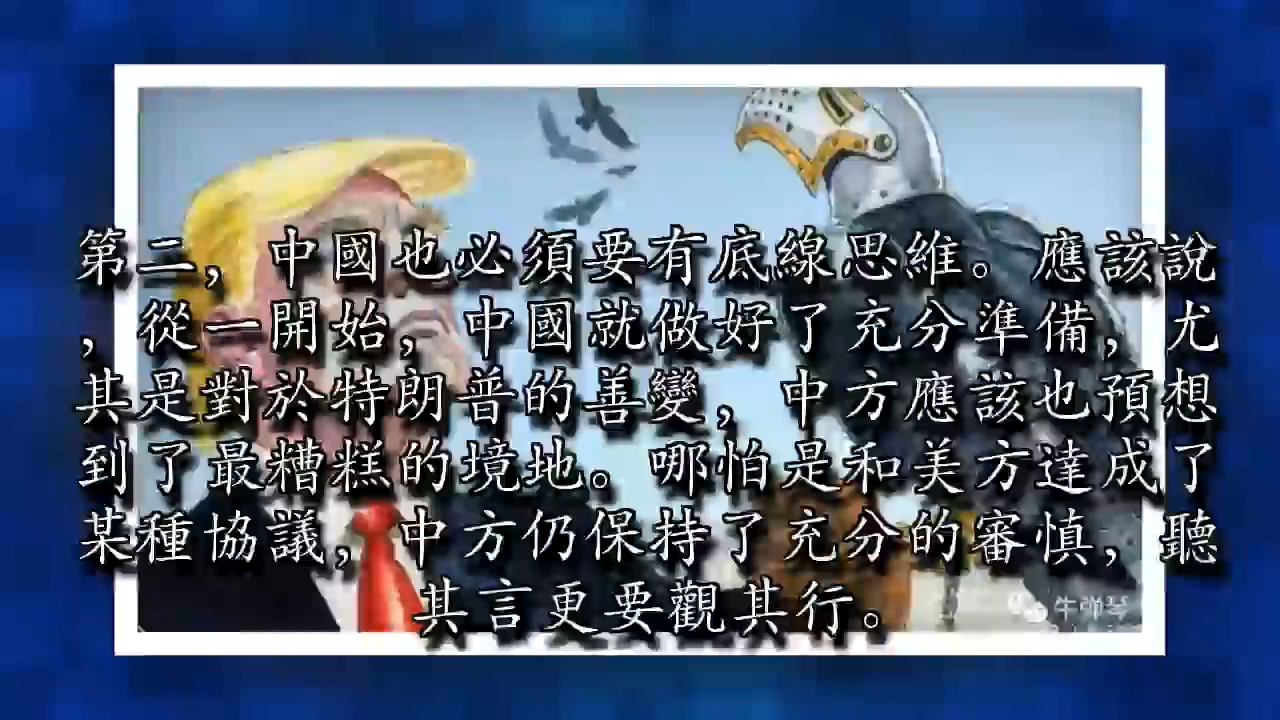 第二，中國也必須要有底線思維。應該說
，從一開始，中國就做好了充分準備，尤
其是對於特朗普的善變，中方應該也預想
到了最糟糕的境地。哪怕是和美方達成了
某種協議，中方仍保持了充分的審慎，聽
其言更要觀其行。
牛弹琴